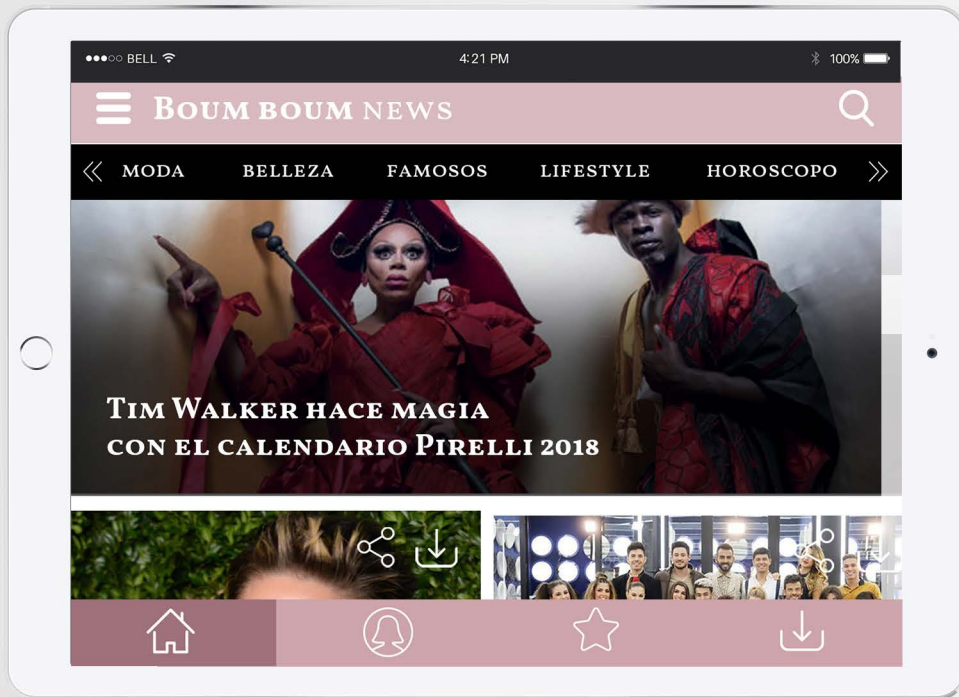 BELL
4:21 PM
100%
BOUM BOUM NEWS
MODA
BELLEZA
FAMOSOS
LIFESTYLE
HOROSCOPO
TIM WALKER HACE MAGIA
CON EL CALENDARIO PIRELLI 2018